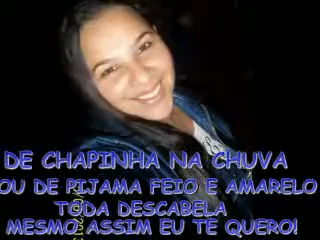 DE CHAPINHA NA CHUVA
OU DE PIJAMA FEIO E AMARELO
TODA DESCABELA
MESMO ASSIM EU TE QUERO!